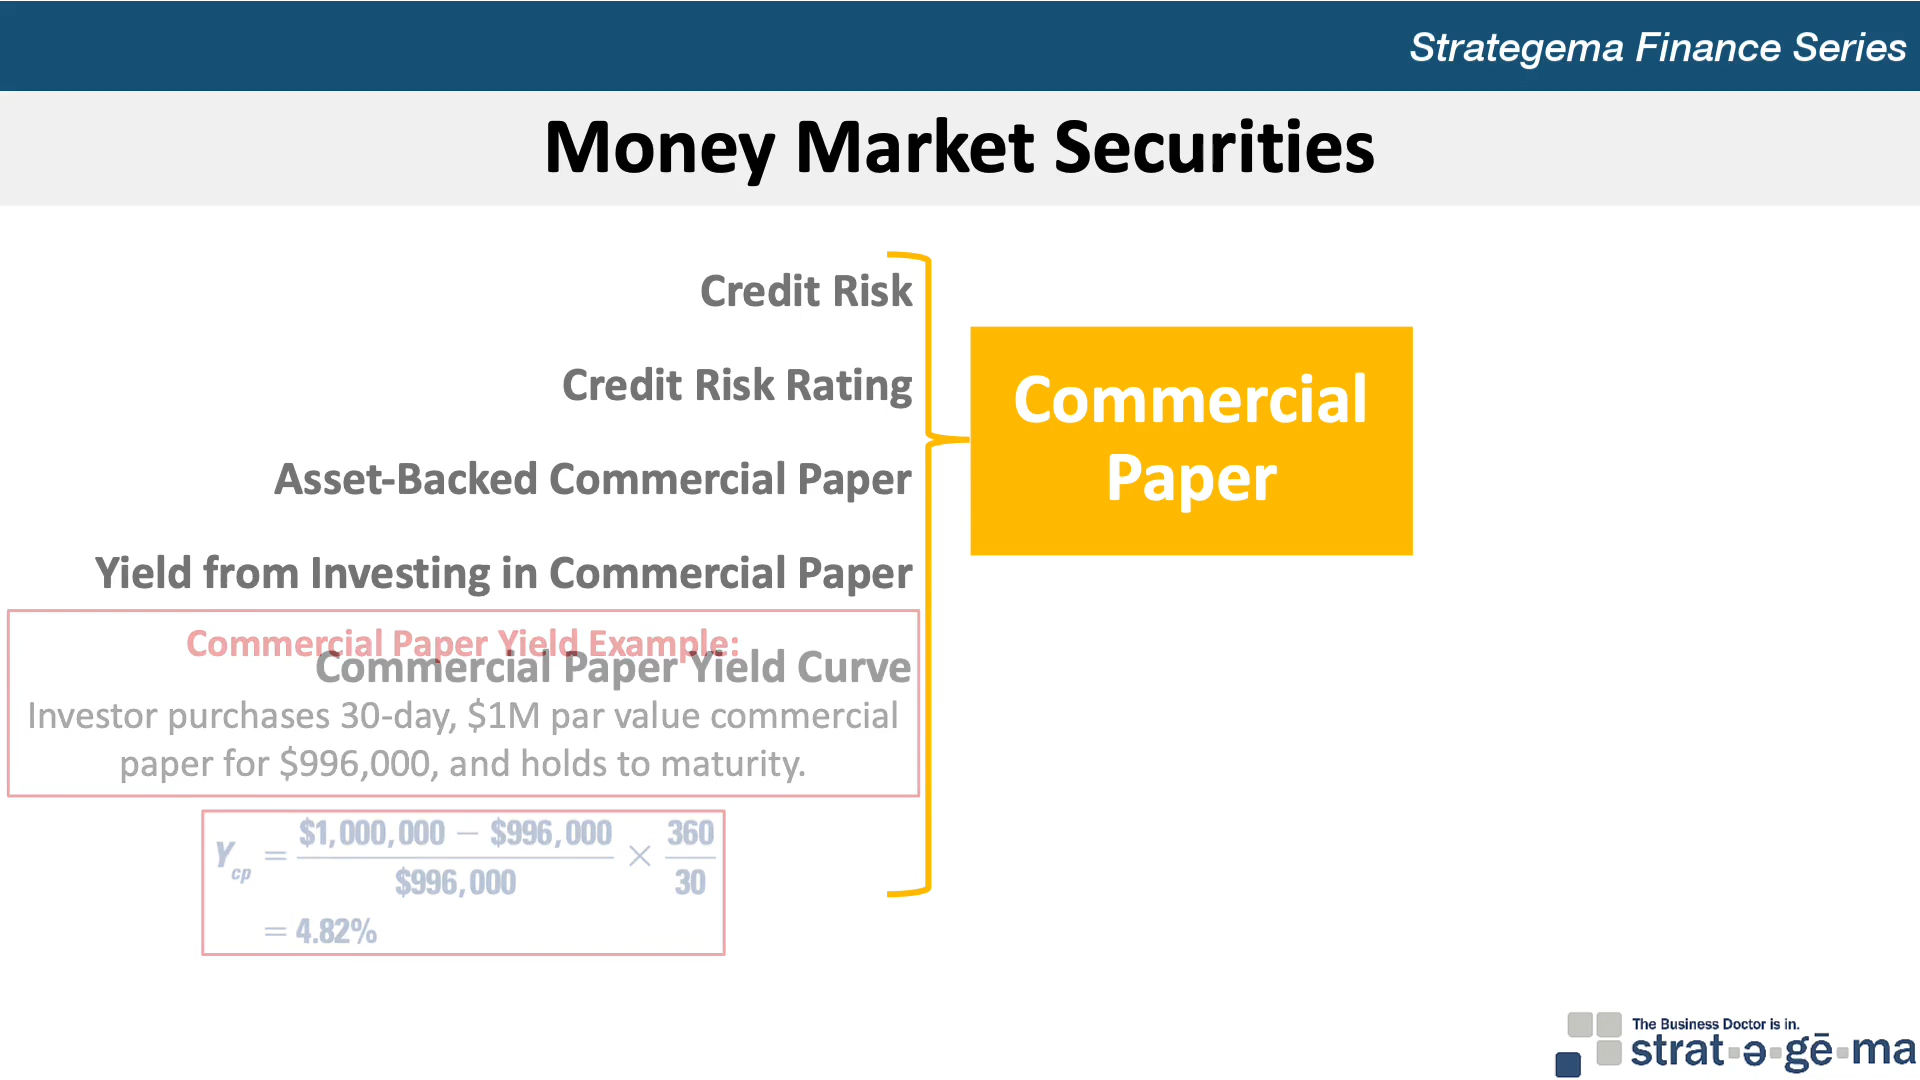 Strategema Finance Series
Money Market Securities
Credit Risk
Credit Risk Rating
Asset-Backed Commercial Paper
Yield from Investing in Commercial Paper
Commercial Paper Yield Example:
Commercial Paper Yield Curve
Investor purchases 30-day, $1M par value commercial
paper for $996,000, and holds to maturity.
Y_cp = ($1,000,000 − $996,000) / $996,000 × 360 / 30
= 4.82%
Commercial
Paper
The Business Doctor is in.
strat-ə-gē-ma